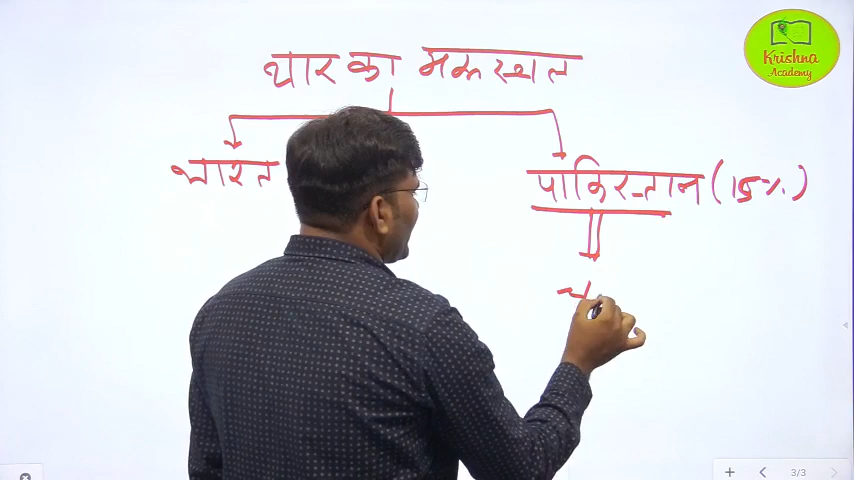 थार का मरुस्थल
भारत
पाकिस्तान (15%)
Krishna
Academy
3/3